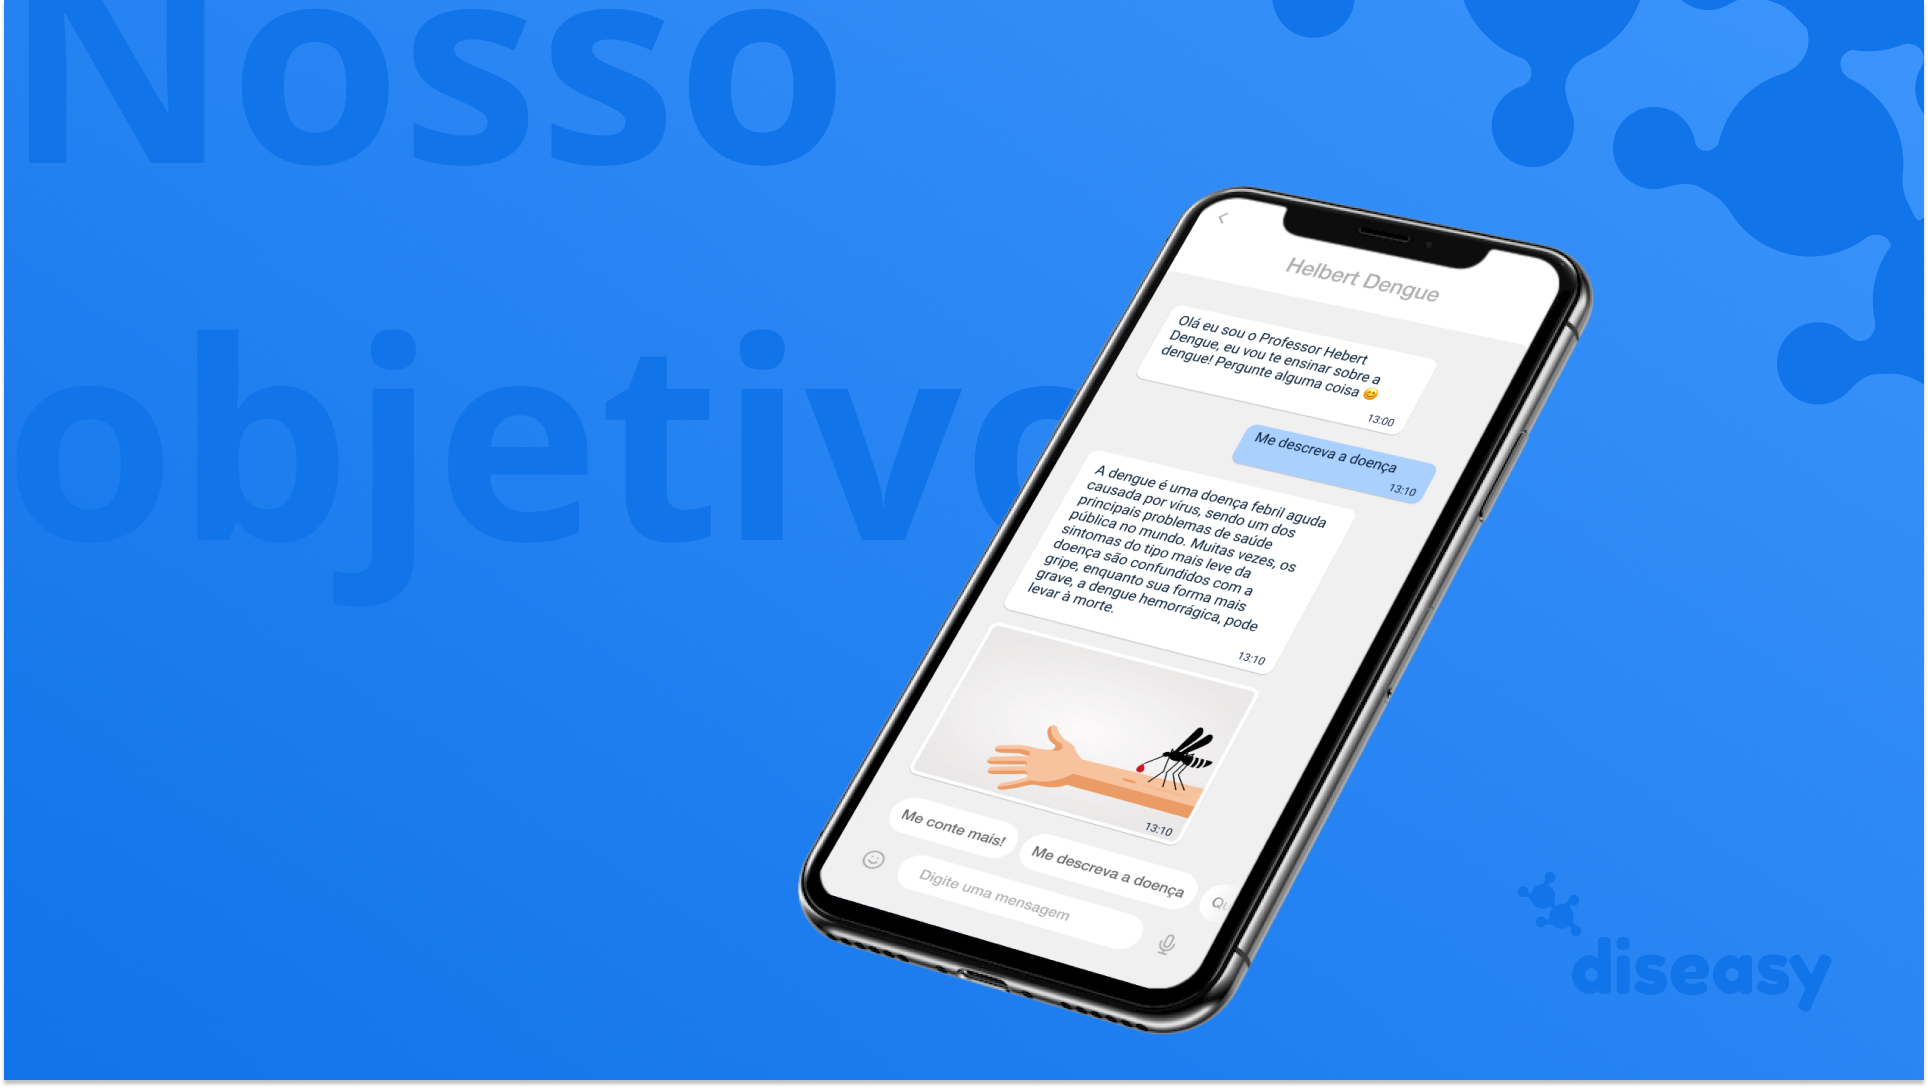 Nosso
objetivo
Helbert Dengue
Olá eu sou o Professor Hebert
Dengue, eu vou te ensinar sobre a
dengue! Pergunte alguma coisa 😊
13:00
Me descreva a doença
13:10
A dengue é uma doença febril aguda
causada por vírus, sendo um dos
principais problemas de saúde
pública no mundo. Muitas vezes, os
sintomas do tipo mais leve da
doença são confundidos com a
gripe, enquanto sua forma mais
grave, a dengue hemorrágica, pode
levar à morte.
13:10
13:10
Me conte mais!
Me descreva a doença
Digite uma mensagem
diseasy